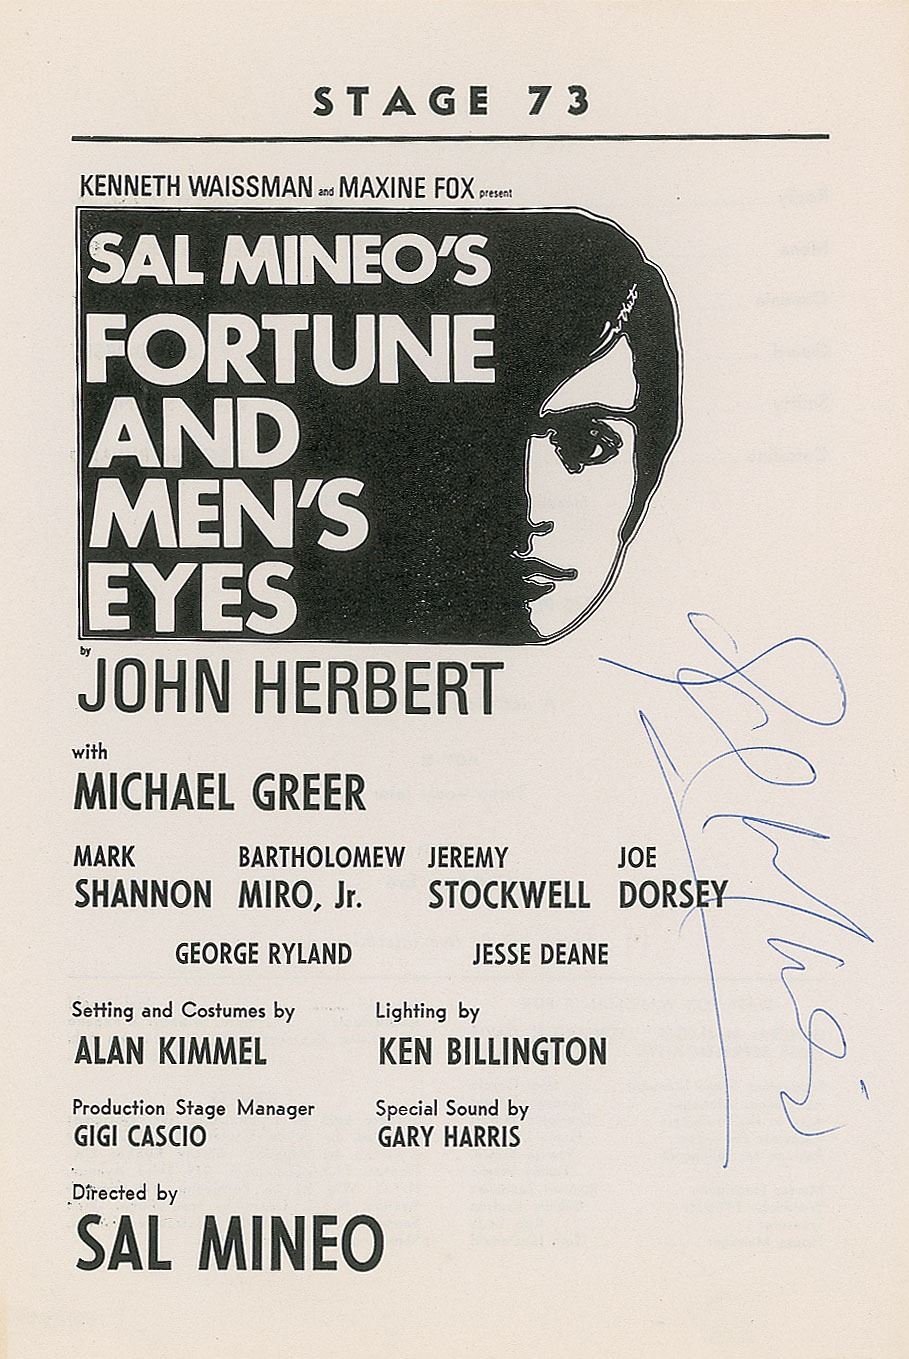 STAGE 73
KENNETH WAISSMAN and MAXINE FOX present
SAL MINEO'S
FORTUNE
AND
MEN'S
EYES
by
JOHN HERBERT
with
MICHAEL GREER
MARK BARTHOLOMEW JEREMY JOE
SHANNON MIRO, Jr. STOCKWELL DORSEY
GEORGE RYLAND JESSE DEANE
Setting and Costumes by Lighting by
ALAN KIMMEL KEN BILLINGTON
Production Stage Manager Special Sound by
GIGI CASCIO GARY HARRIS
Directed by
SAL MINEO